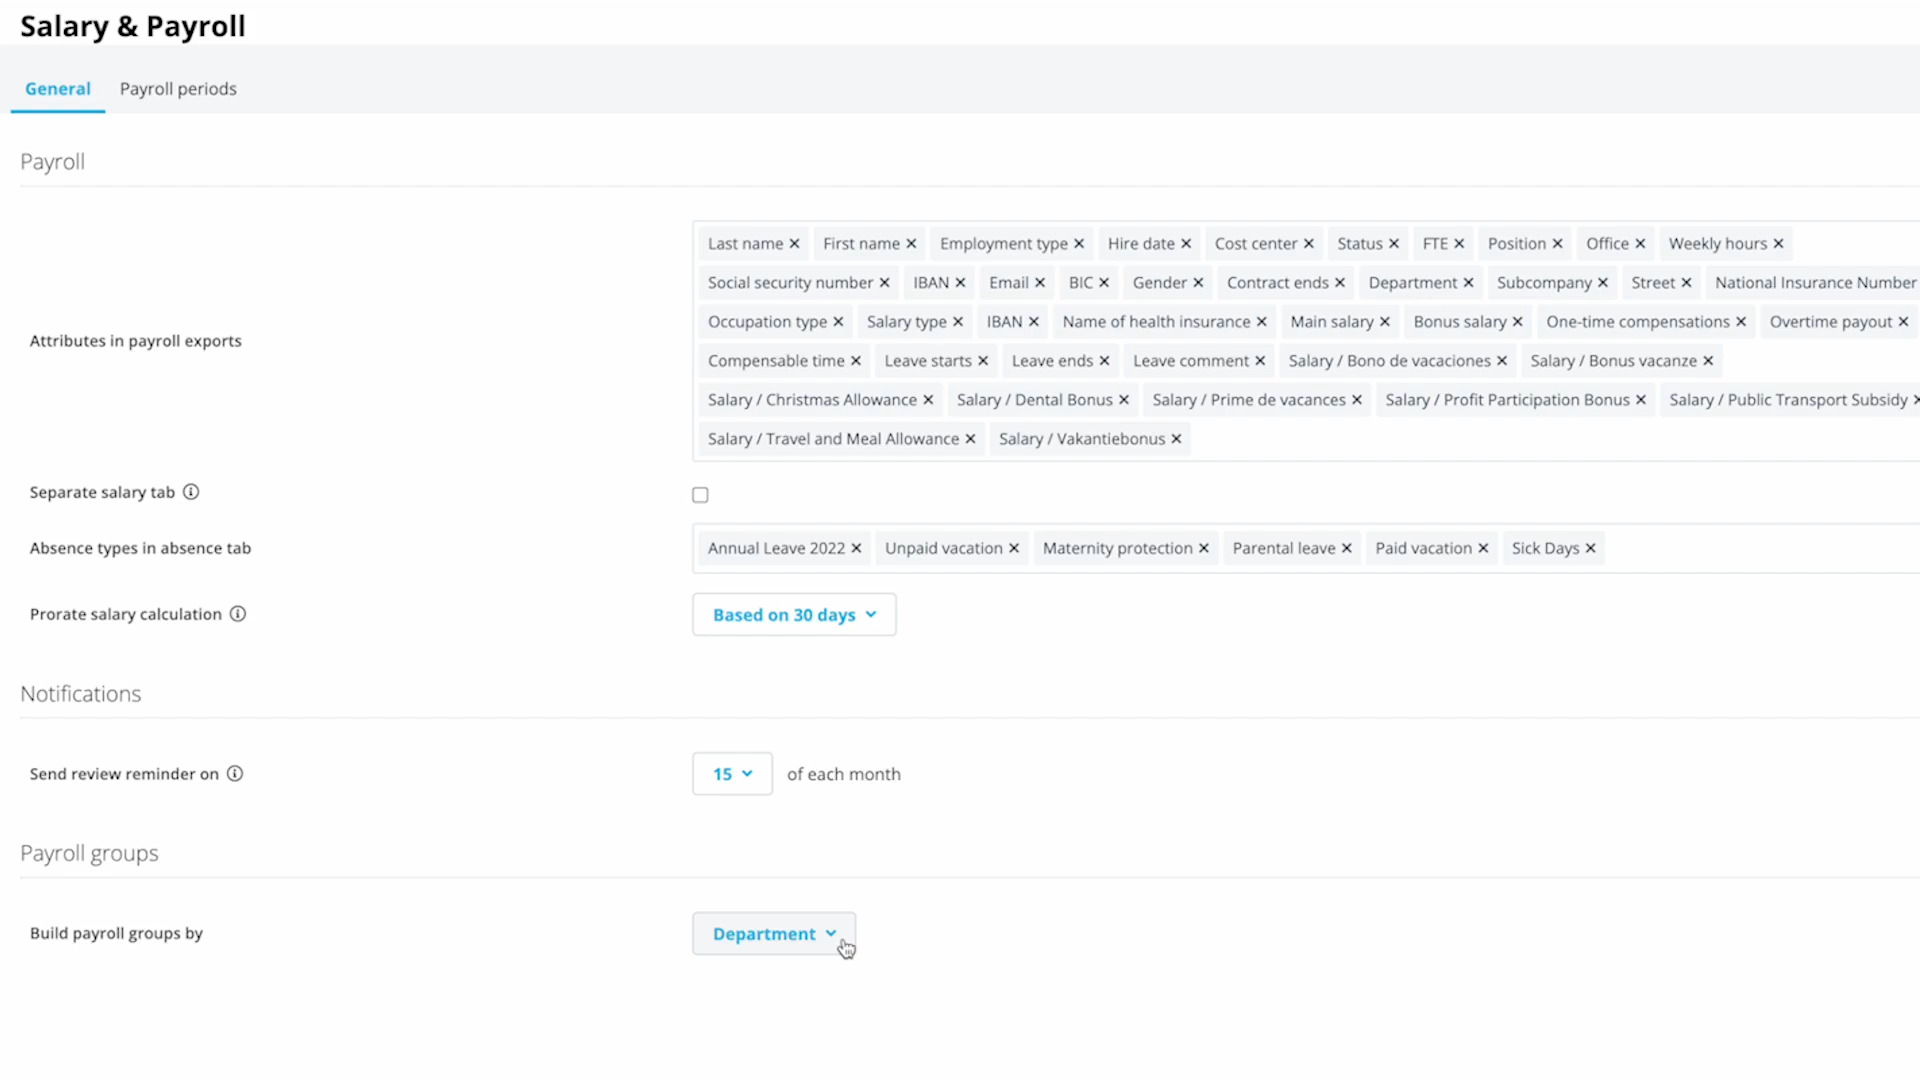 Salary & Payroll
General Payroll periods
Payroll
Attributes in payroll exports
Last name × First name × Employment type × Hire date × Cost center × Status × FTE × Position × Office × Weekly hours ×
Social security number × IBAN × Email × BIC × Gender × Contract ends × Department × Subcompany × Street × National Insurance Number
Occupation type × Salary type × IBAN × Name of health insurance × Main salary × Bonus salary × One-time compensations × Overtime payout ×
Compensable time × Leave starts × Leave ends × Leave comment × Salary / Bono de vacaciones × Salary / Bonus vacanze ×
Salary / Christmas Allowance × Salary / Dental Bonus × Salary / Prime de vacances × Salary / Profit Participation Bonus × Salary / Public Transport Subsidy ×
Salary / Travel and Meal Allowance × Salary / Vakantiebonus ×
Separate salary tab
Absence types in absence tab
Annual Leave 2022 × Unpaid vacation × Maternity protection × Parental leave × Paid vacation × Sick Days ×
Prorate salary calculation
Based on 30 days
Notifications
Send review reminder on
15 of each month
Payroll groups
Build payroll groups by
Department